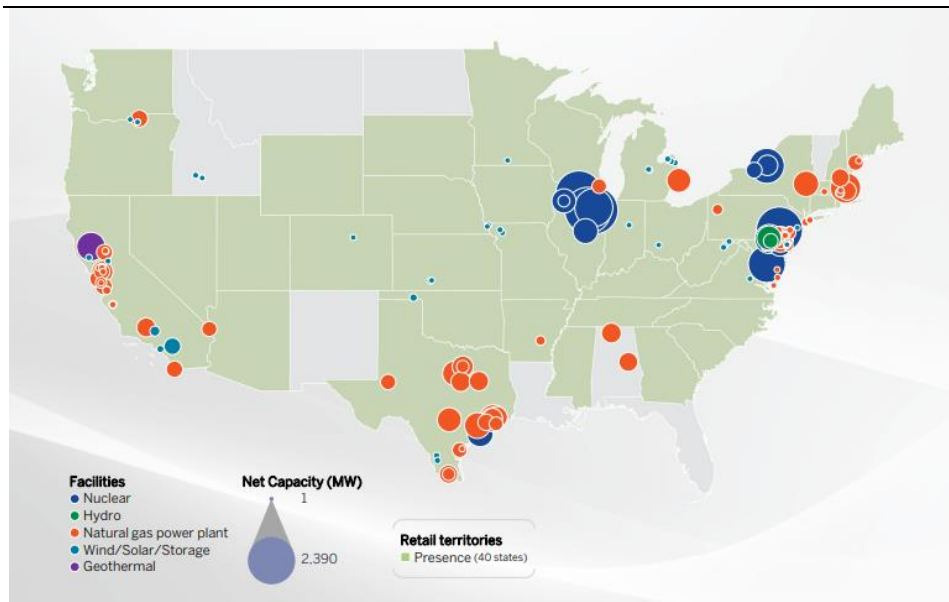 Facilities
Nuclear
Hydro
Natural gas power plant
Wind/Solar/Storage
Geothermal
Net Capacity (MW)
1
2,390
Retail territories
Presence (40 states)